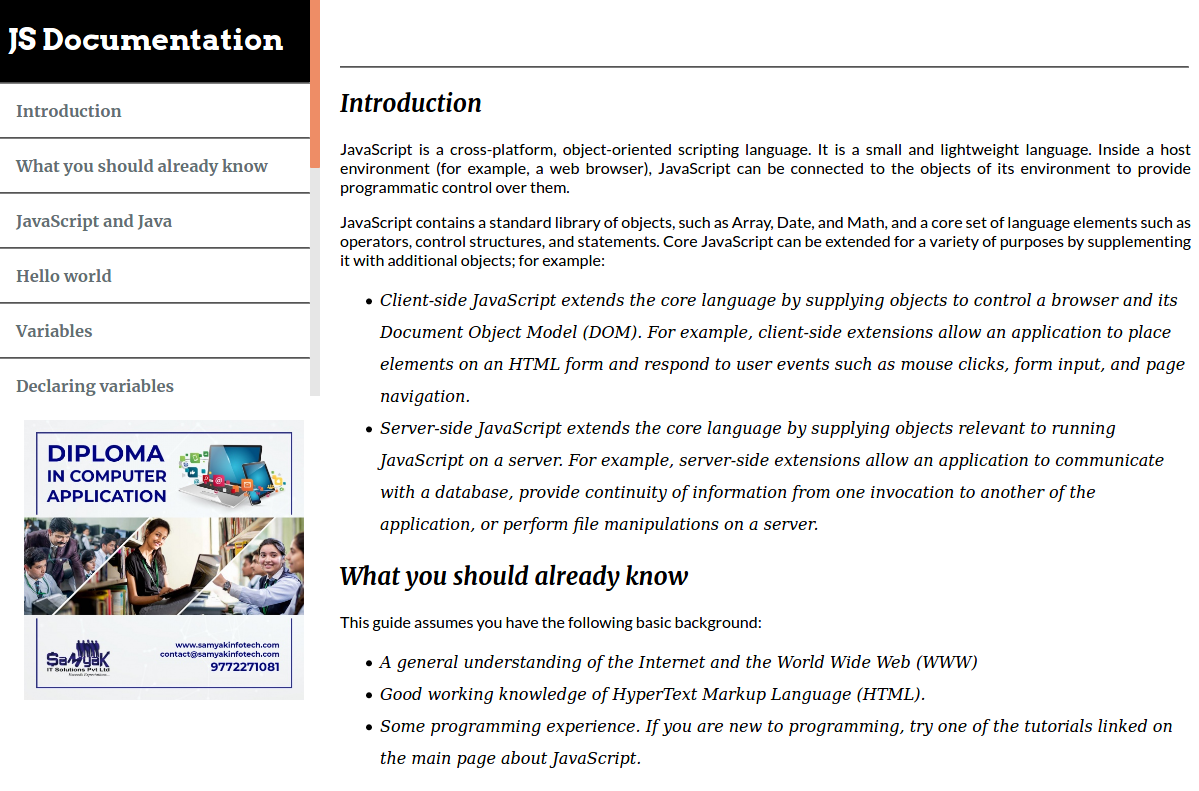 JS Documentation
Introduction
What you should already know
JavaScript and Java
Hello world
Variables
Declaring variables
DIPLOMA
IN COMPUTER
APPLICATION
www.samyakinfotech.com
contact@samyakinfotech.com
9772271081
SamyaK
IT Solutions Pvt Ltd
Exceeds Expectations...
Introduction
JavaScript is a cross-platform, object-oriented scripting language. It is a small and lightweight language. Inside a host
environment (for example, a web browser), JavaScript can be connected to the objects of its environment to provide
programmatic control over them.
JavaScript contains a standard library of objects, such as Array, Date, and Math, and a core set of language elements such as
operators, control structures, and statements. Core JavaScript can be extended for a variety of purposes by supplementing
it with additional objects; for example:
• Client-side JavaScript extends the core language by supplying objects to control a browser and its
Document Object Model (DOM). For example, client-side extensions allow an application to place
elements on an HTML form and respond to user events such as mouse clicks, form input, and page
navigation.
• Server-side JavaScript extends the core language by supplying objects relevant to running
JavaScript on a server. For example, server-side extensions allow an application to communicate
with a database, provide continuity of information from one invocation to another of the
application, or perform file manipulations on a server.
What you should already know
This guide assumes you have the following basic background:
• A general understanding of the Internet and the World Wide Web (WWW)
• Good working knowledge of HyperText Markup Language (HTML).
• Some programming experience. If you are new to programming, try one of the tutorials linked on
the main page about JavaScript.